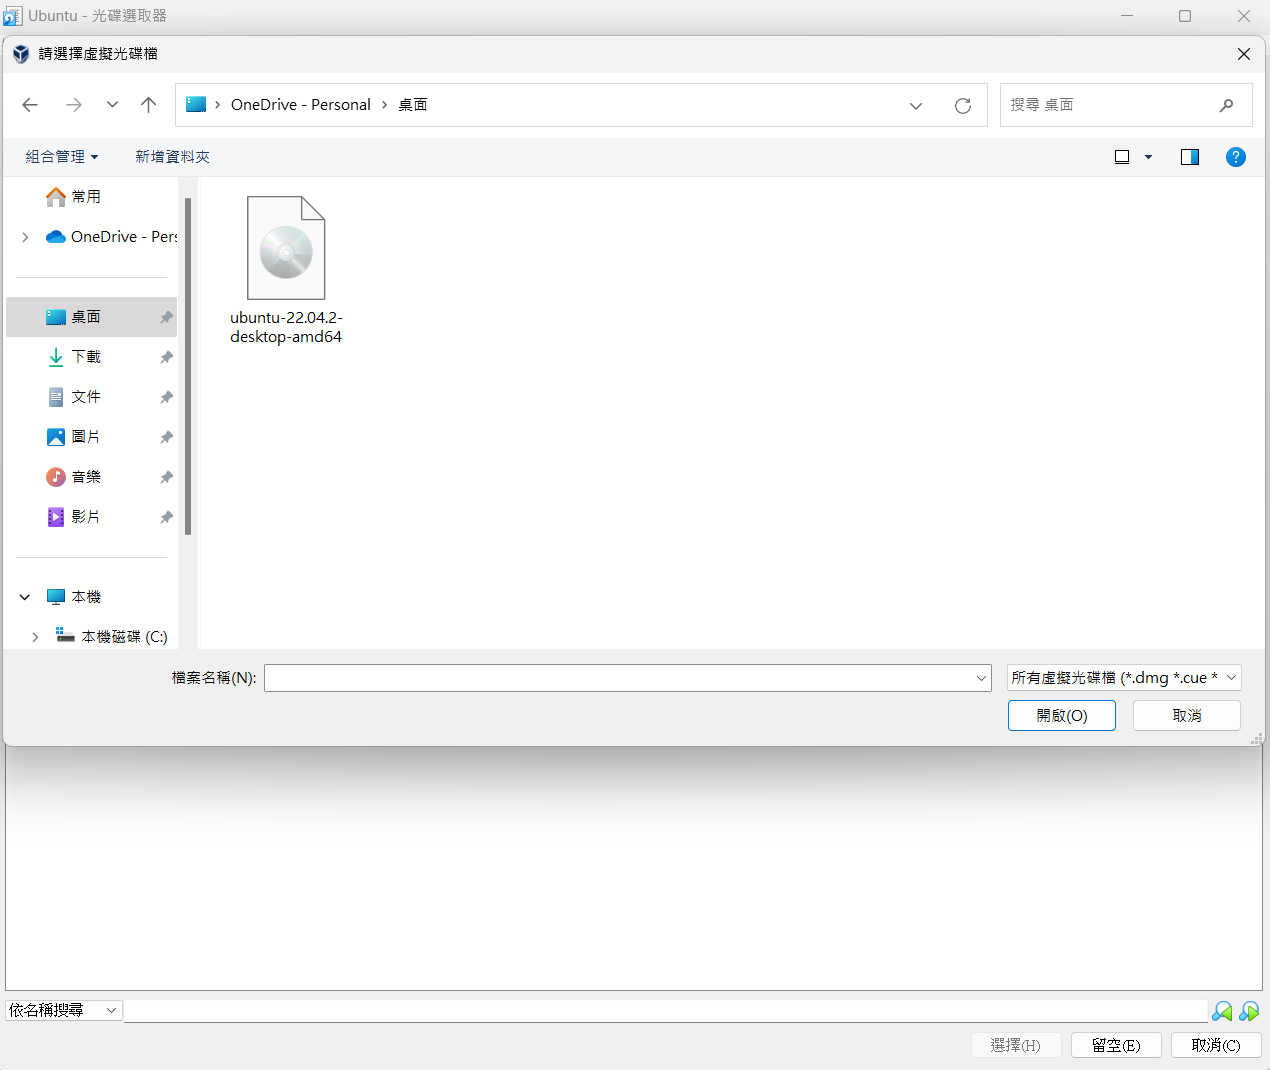 Ubuntu - 光碟選取器
請選擇虛擬光碟檔
OneDrive - Personal
桌面
搜尋 桌面
組合管理
新增資料夾
常用
OneDrive - Pers
桌面
下載
文件
圖片
音樂
影片
本機
本機磁碟 (C:)
ubuntu-22.04.2-
desktop-amd64
檔案名稱(N):
所有虛擬光碟檔 (*.dmg *.cue *
開啟(O)
取消
依名稱搜尋
選擇(H)
留空(E)
取消(C)